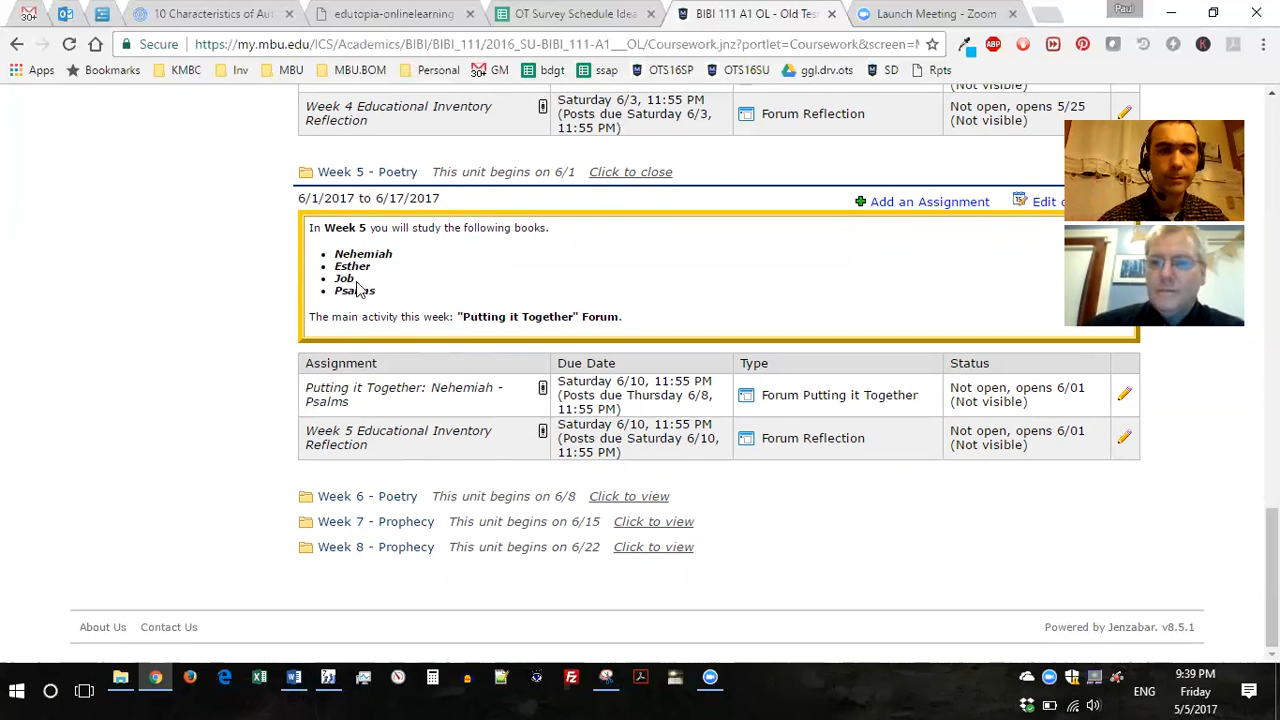 10 Characteristics of Au
edutopia-onlinelearning
OT Survey Schedule Idea
BIBI 111 A1 OL - Old Test
Launch Meeting - Zoom
Paul
Secure
https://my.mbu.edu/ICS/Academics/BIBI/BIBI_111/2016_SU-BIBI_111-A1__OL/Coursework.jnz?portlet=Coursework&screen=
Apps Bookmarks KMBC Inv MBU MBU.BOM Personal GM bdgt ssap OTS16SP OTS16SU ggl.drv.ots SD Rpts
(Not visible)
Week 4 Educational Inventory Reflection
Saturday 6/3, 11:55 PM
(Posts due Saturday 6/3, 11:55 PM)
Forum Reflection
Not open, opens 5/25
(Not visible)
Week 5 - Poetry This unit begins on 6/1 Click to close
6/1/2017 to 6/17/2017
Add an Assignment
Edit
In Week 5 you will study the following books.
• Nehemiah
• Esther
• Job
• Psalms
The main activity this week: "Putting it Together" Forum.
Assignment Due Date Type Status
Putting it Together: Nehemiah - Psalms
Saturday 6/10, 11:55 PM
(Posts due Thursday 6/8, 11:55 PM)
Forum Putting it Together
Not open, opens 6/01
(Not visible)
Week 5 Educational Inventory Reflection
Saturday 6/10, 11:55 PM
(Posts due Saturday 6/10, 11:55 PM)
Forum Reflection
Not open, opens 6/01
(Not visible)
Week 6 - Poetry This unit begins on 6/8 Click to view
Week 7 - Prophecy This unit begins on 6/15 Click to view
Week 8 - Prophecy This unit begins on 6/22 Click to view
About Us Contact Us
Powered by Jenzabar. v8.5.1
ENG
9:39 PM
Friday
5/5/2017